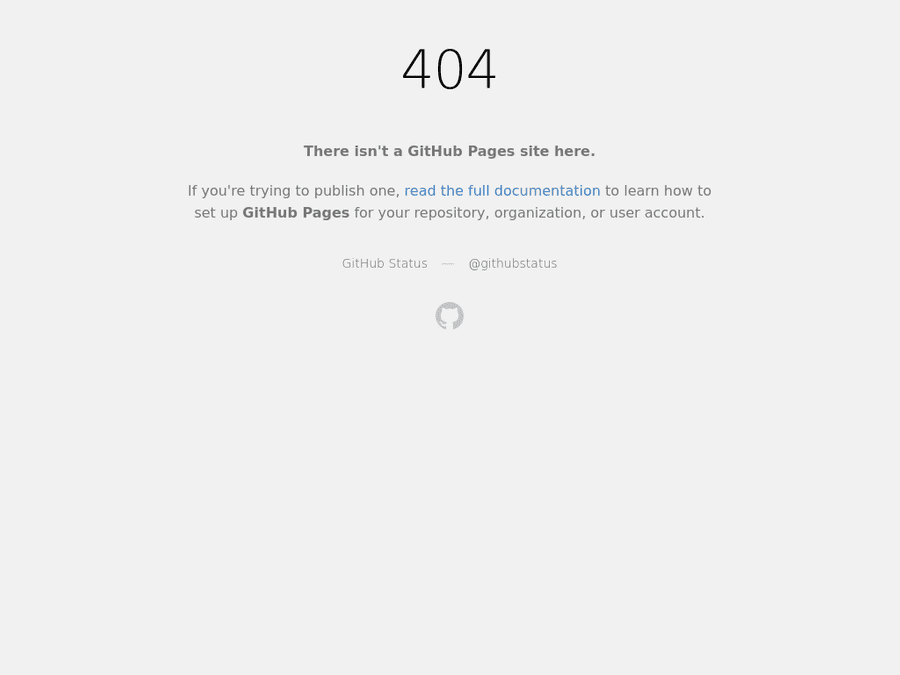 404
There isn't a GitHub Pages site here.
If you're trying to publish one, read the full documentation to learn how to
set up GitHub Pages for your repository, organization, or user account.
GitHub Status — @githubstatus